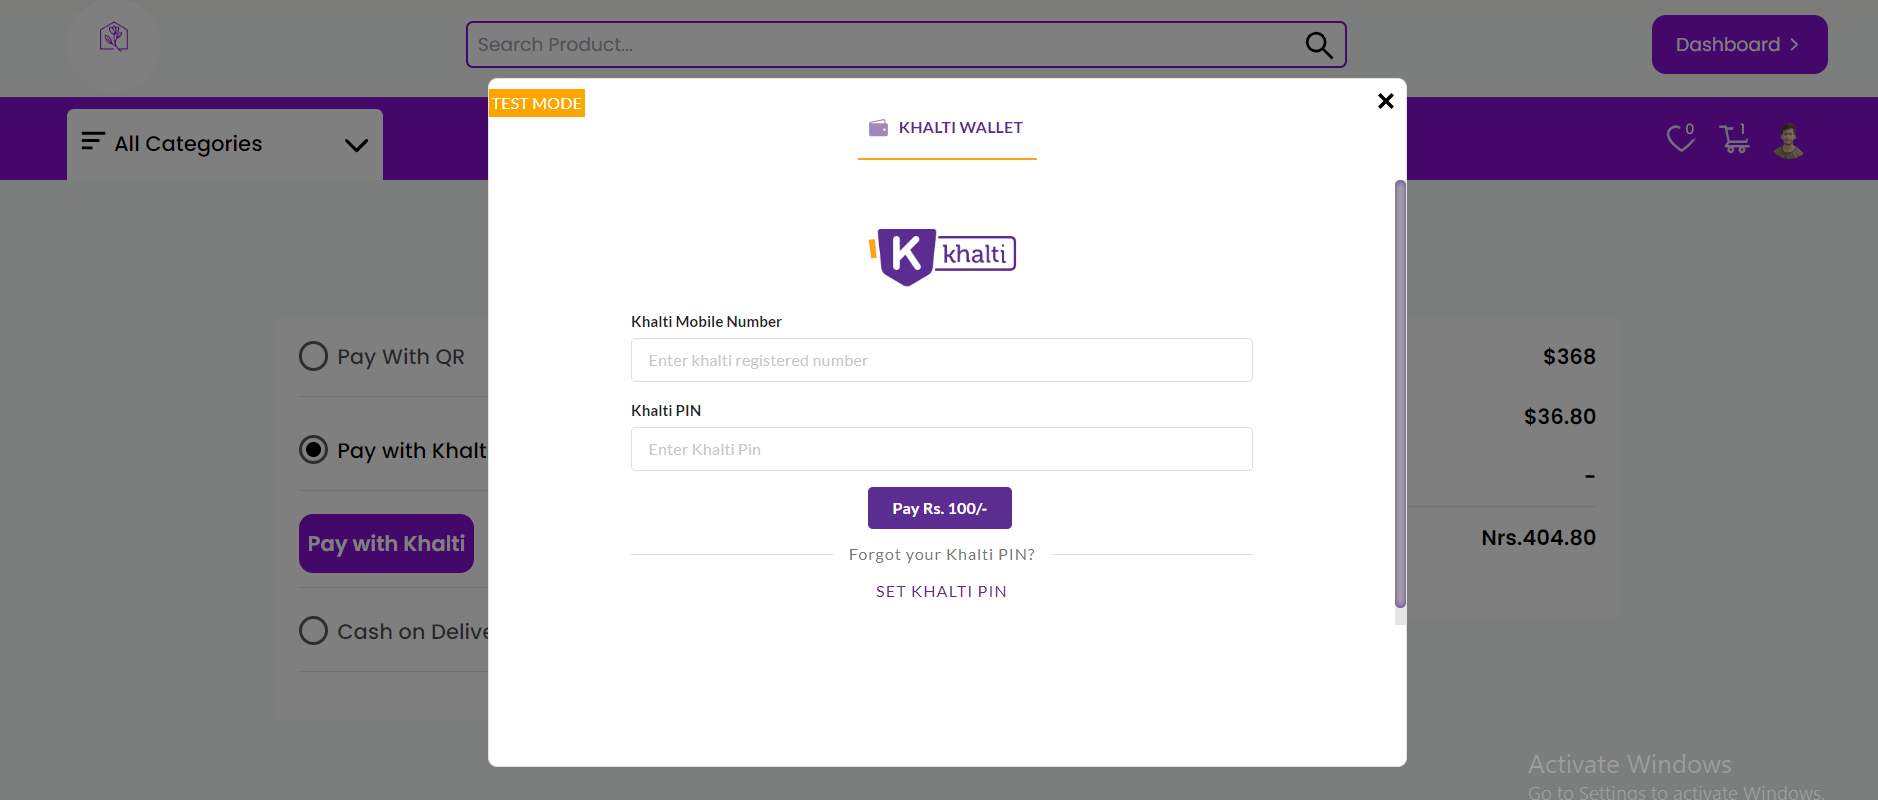 Search Product...
Dashboard
TEST MODE
KHALTI WALLET
All Categories
0
1
K khalti
Khalti Mobile Number
Enter khalti registered number
Pay With QR
$368
Khalti PIN
$36.80
Pay with Khalt
Enter Khalti Pin
-
Pay Rs. 100/-
Pay with Khalti
Nrs.404.80
Forgot your Khalti PIN?
SET KHALTI PIN
Cash on Delive
Activate Windows
Go to Settings to activate Windows.